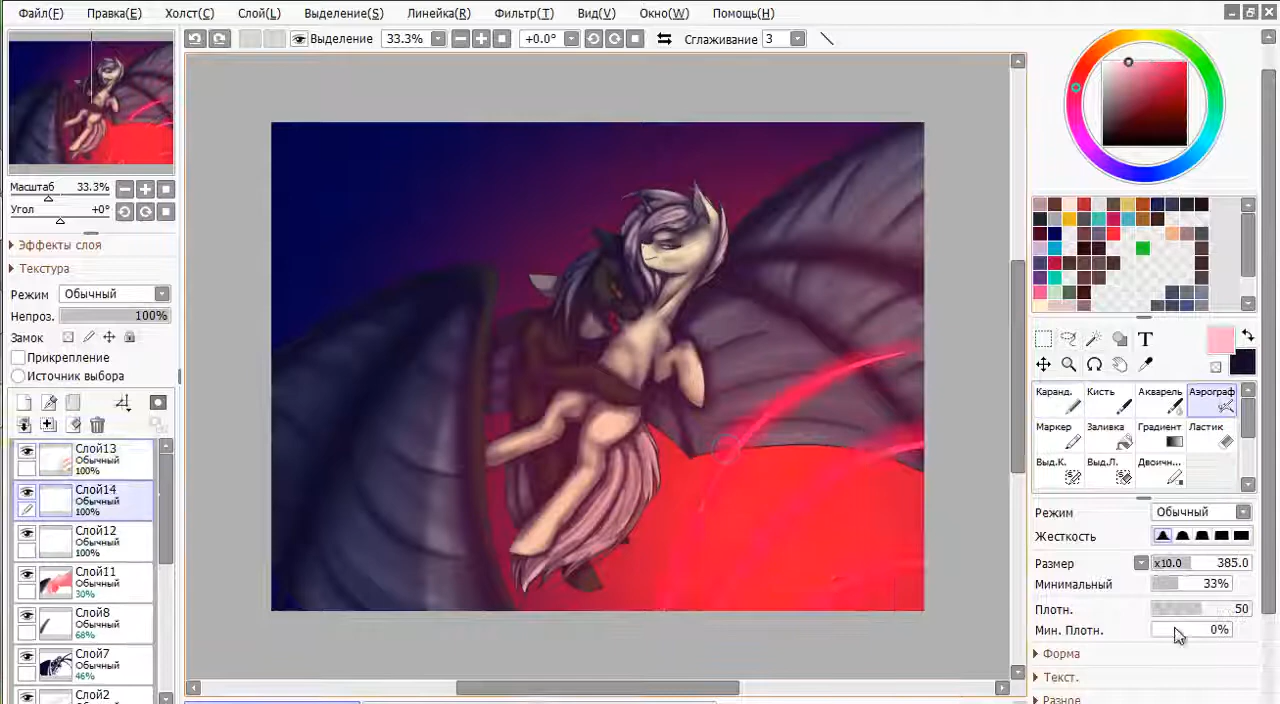 Файл(F) Правка(E) Холст(C) Слой(L) Выделение(S) Линейка(R) Фильтр(T) Вид(V) Окно(W) Помощь(H)
Выделение 33.3% +0.0° Сглаживание 3
Масштаб 33.3%
Угол +0°
Эффекты слоя
Текстура
Режим Обычный
Непроз. 100%
Замок
Прикрепление
Источник выбора
Слой13
Обычный
100%
Слой14
Обычный
100%
Слой12
Обычный
100%
Слой11
Обычный
30%
Слой8
Обычный
68%
Слой7
Обычный
46%
Слой2
Обычный
T
Каранд. Кисть Акварель Аэрограф
Маркер Заливка Градиент Ластик
Выд.К. Выд.Л. Двоичн...
Режим Обычный
Жесткость
Размер x10.0 385.0
Минимальный 33%
Плотн. 50
Мин. Плотн. 0%
Форма
Текст.
Разное